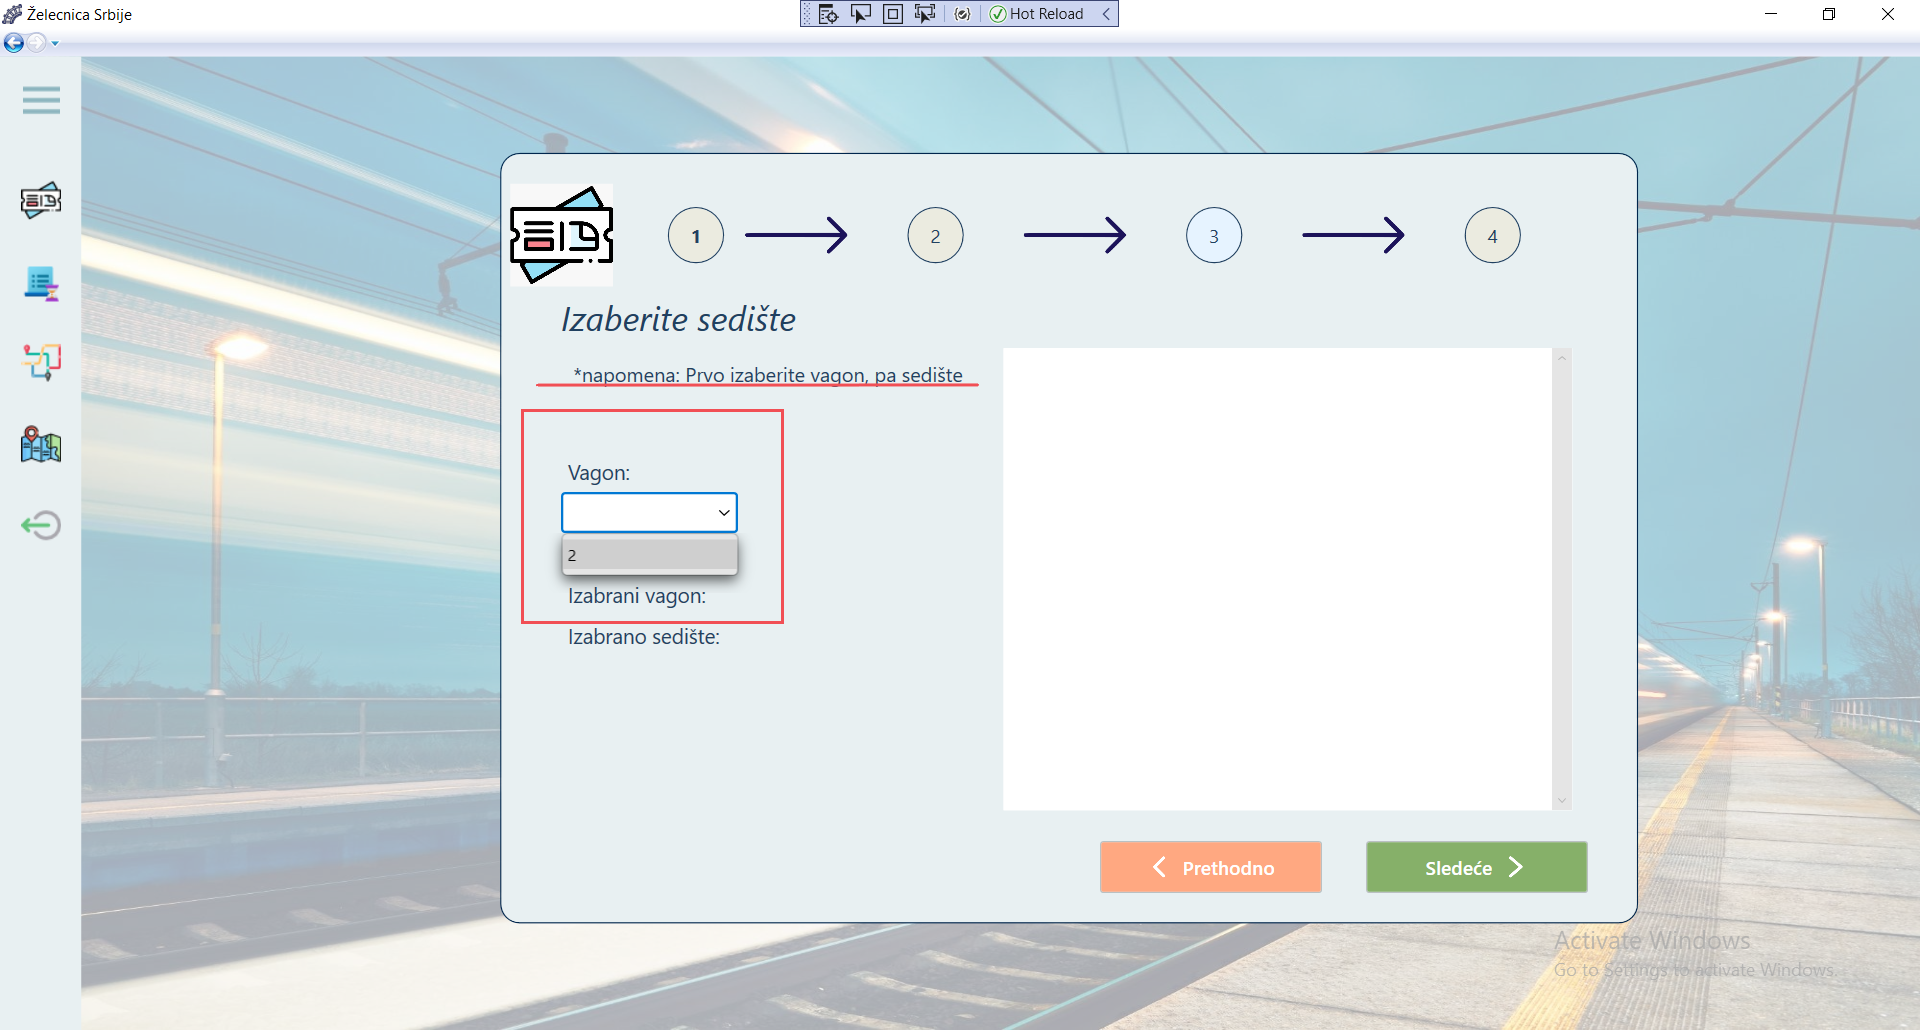 Želecnica Srbije
Hot Reload
1
2
3
4
Izaberite sedište
*napomena: Prvo izaberite vagon, pa sedište
Vagon:
2
Izabrani vagon:
Izabrano sedište:
Prethodno
Sledeće
Activate Windows
Go to Settings to activate Windows.